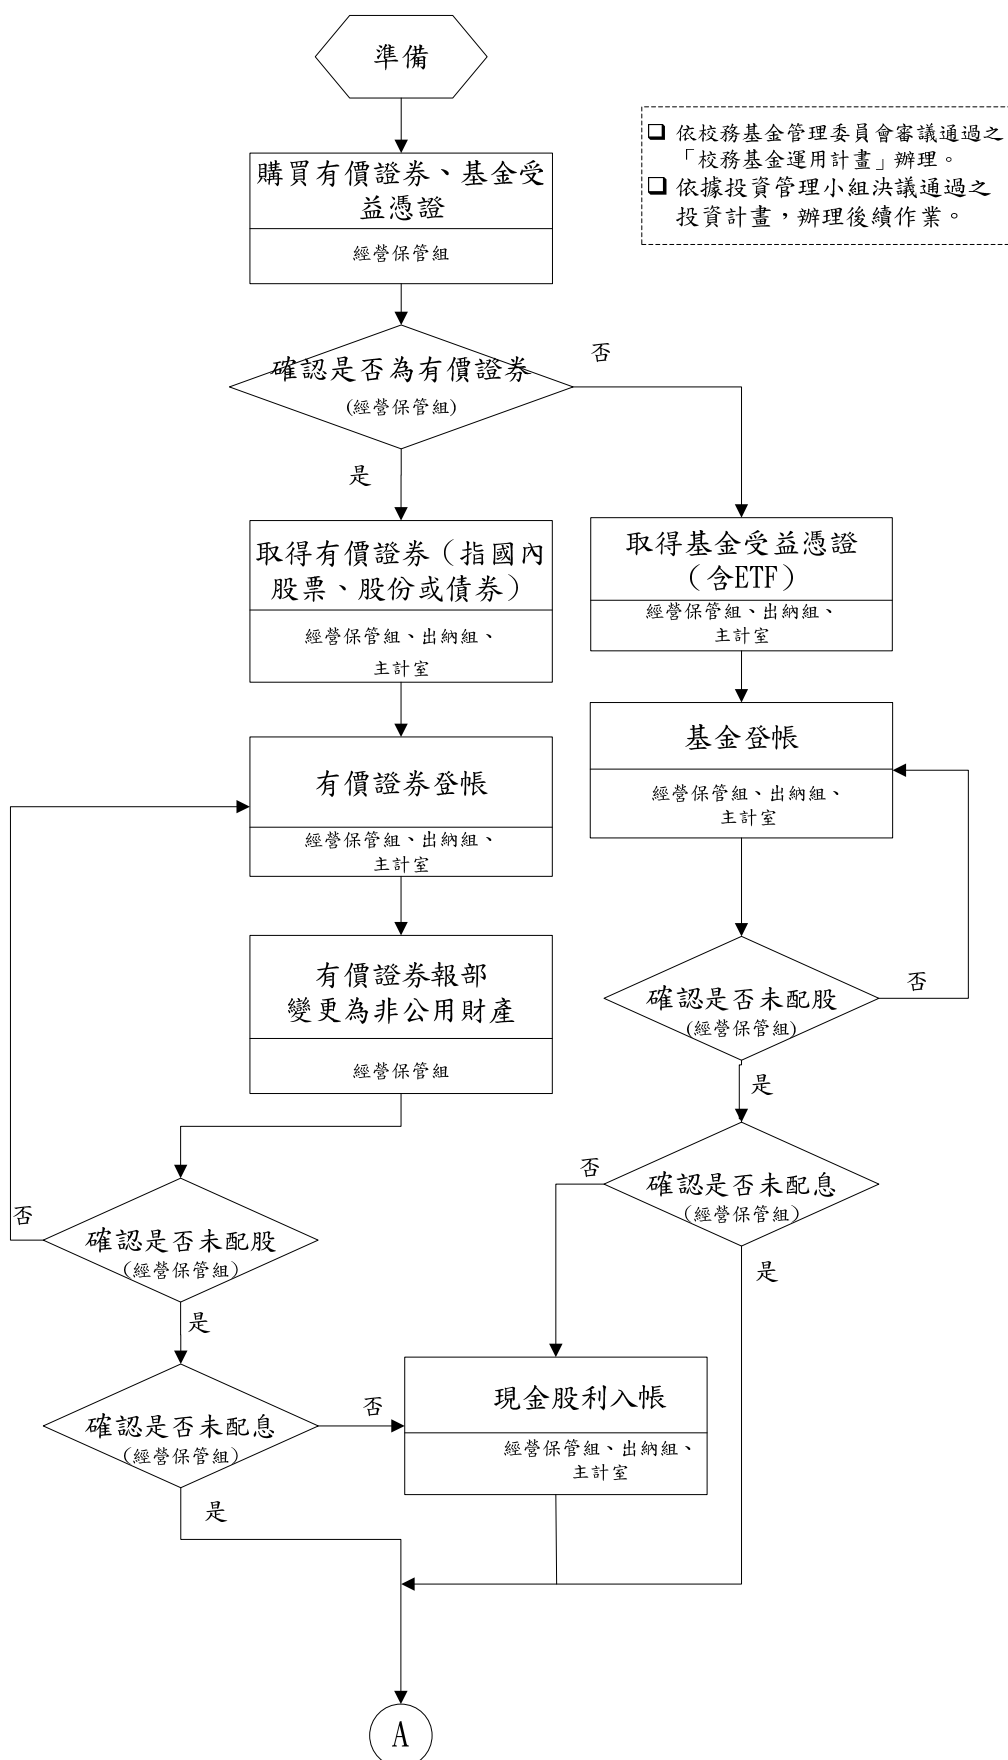 準備
❑ 依校務基金管理委員會審議通過之
「校務基金運用計畫」辦理。
❑ 依據投資管理小組決議通過之
投資計畫，辦理後續作業。
購買有價證券、基金受
益憑證
經營保管組
確認是否為有價證券
(經營保管組)
否
是
取得有價證券（指國內
股票、股份或債券）
經營保管組、出納組、
主計室
取得基金受益憑證
（含ETF）
經營保管組、出納組、
主計室
基金登帳
經營保管組、出納組、
主計室
有價證券登帳
經營保管組、出納組、
主計室
有價證券報部
變更為非公用財產
經營保管組
確認是否未配股
(經營保管組)
否
是
確認是否未配息
(經營保管組)
否
是
確認是否未配股
(經營保管組)
否
是
確認是否未配息
(經營保管組)
否
是
現金股利入帳
經營保管組、出納組、
主計室
A